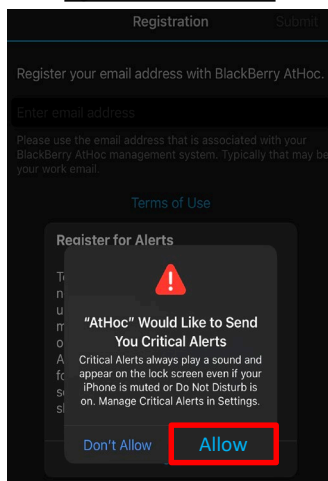 Registration Submit
Register your email address with BlackBerry AtHoc.
Enter email address
Please use the email address that is associated with your
BlackBerry AtHoc management system. Typically that may be
your work email.
Terms of Use
Register for Alerts
"AtHoc" Would Like to Send
You Critical Alerts
Critical Alerts always play a sound and
appear on the lock screen even if your
iPhone is muted or Do Not Disturb is
on. Manage Critical Alerts in Settings.
Don't Allow Allow